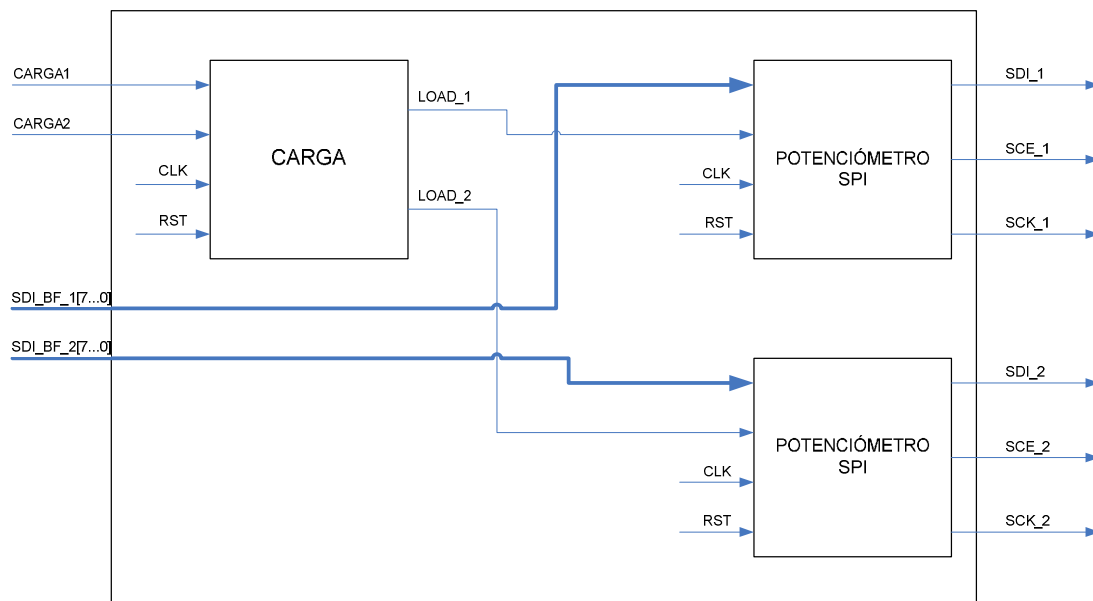 CARGA1
CARGA2
CLK
RST
CARGA
LOAD_1
LOAD_2
SDI_BF_1[7...0]
SDI_BF_2[7...0]
CLK
RST
POTENCIÓMETRO
SPI
SDI_1
SCE_1
SCK_1
CLK
RST
POTENCIÓMETRO
SPI
SDI_2
SCE_2
SCK_2